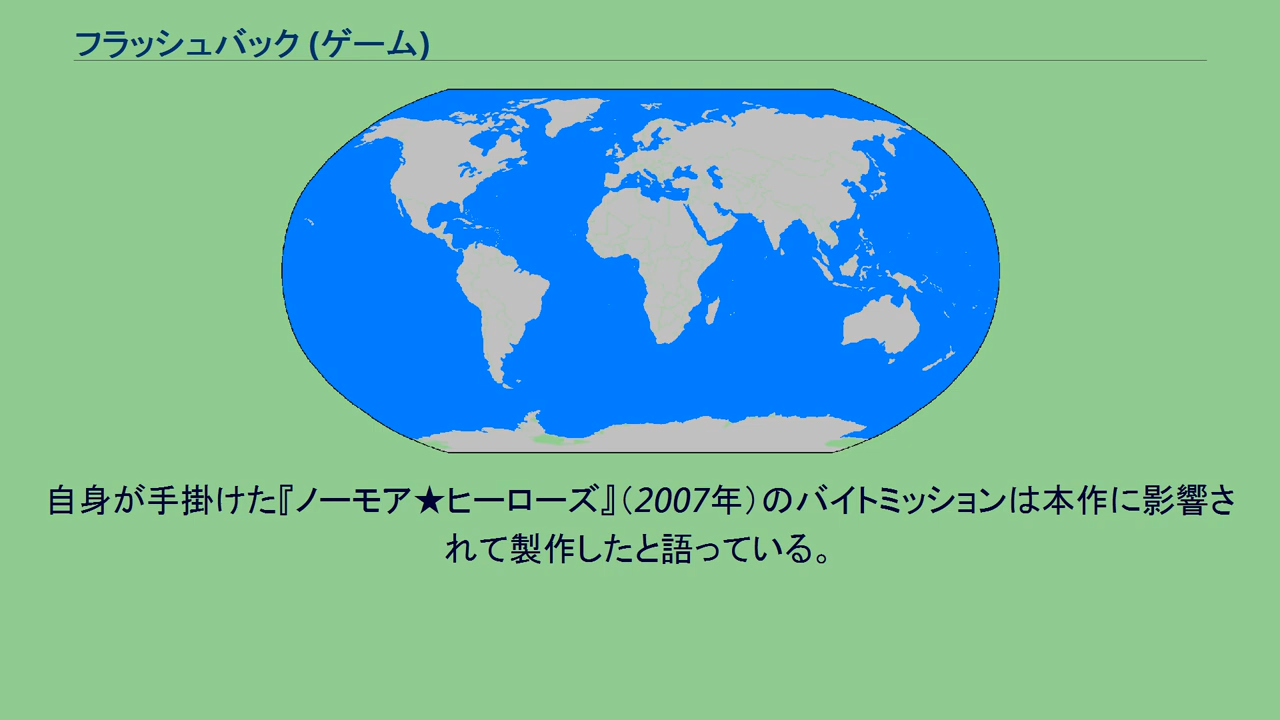 フラッシュバック (ゲーム)
自身が手掛けた『ノーモア★ヒーローズ』（2007年）のバイトミッションは本作に影響さ
れて製作したと語っている。